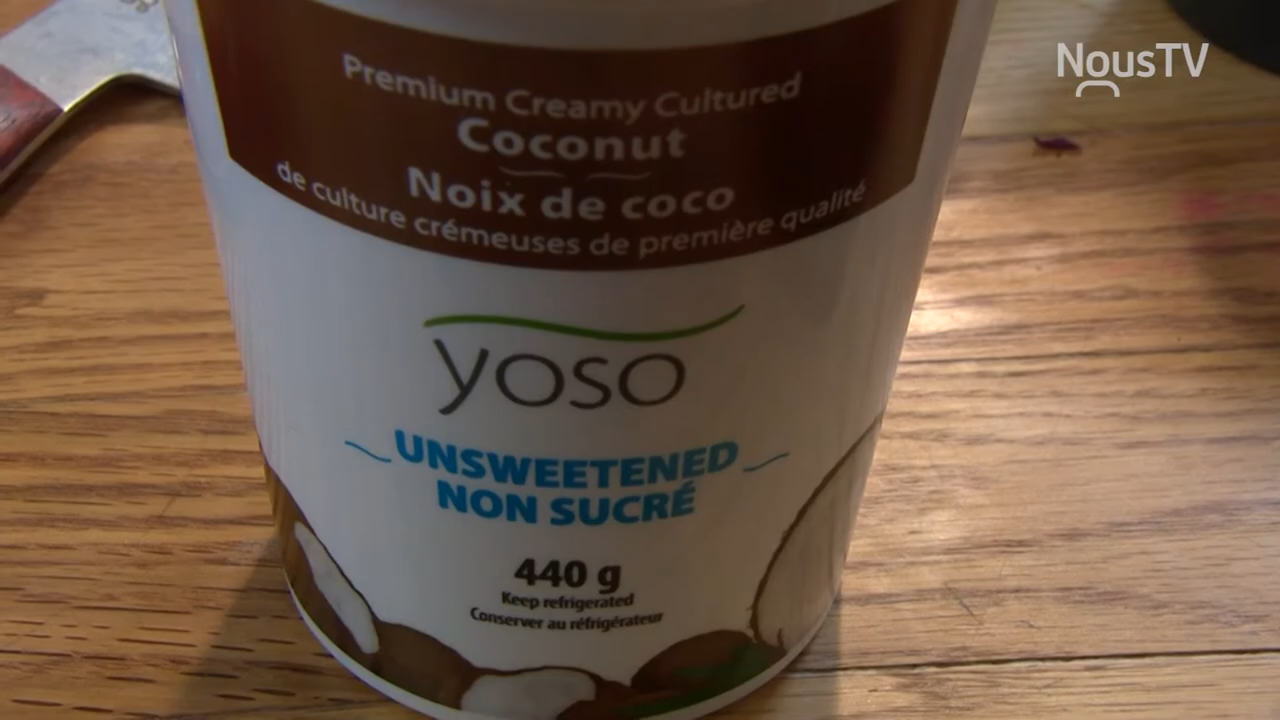 NousTV
Premium Creamy Cultured
Coconut
Noix de coco
de culture crémeuses de première qualité
yoso
UNSWEETENED
NON SUCRÉ
440 g
Keep refrigerated
Conserver au réfrigérateur